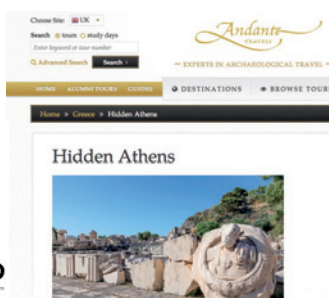 Choose Site: UK
Search tours study days
Enter keyword or tour number
Advanced Search Search ›
Andante
TRAVELS
EXPERTS IN ARCHAEOLOGICAL TRAVEL
HOME ALUMNI TOURS GUIDES DESTINATIONS BROWSE TOUR
Home » Greece » Hidden Athens
Hidden Athens